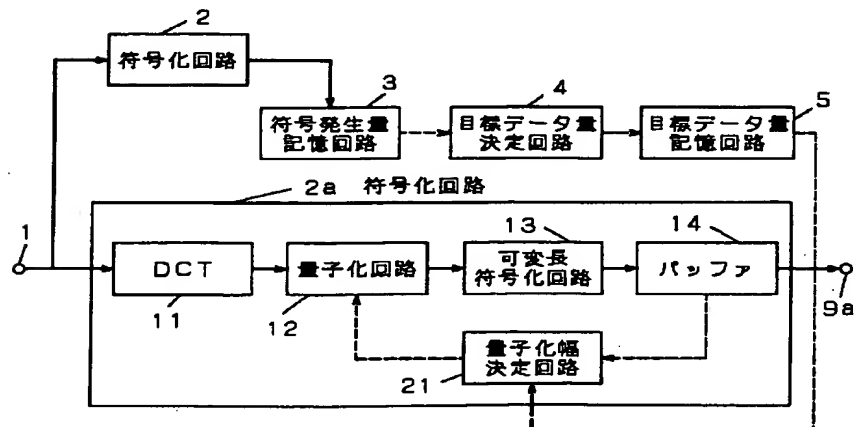 2
符号化回路
3
符号発生量
記憶回路
4
目標データ量
決定回路
5
目標データ量
記憶回路
2a 符号化回路
1
DCT
11
量子化回路
12
13
可変長
符号化回路
14
バッファ
9a
量子化幅
決定回路
21